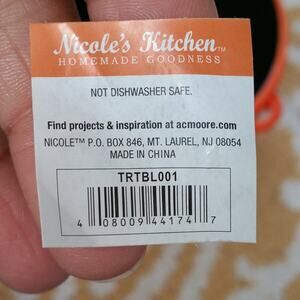 Nicole's Kitchen™
HOMEMADE GOODNESS
NOT DISHWASHER SAFE.
Find projects & inspiration at acmoore.com
NICOLE™ P.O. BOX 846, MT. LAUREL, NJ 08054
MADE IN CHINA
TRTBL001
4 08009 44174 7